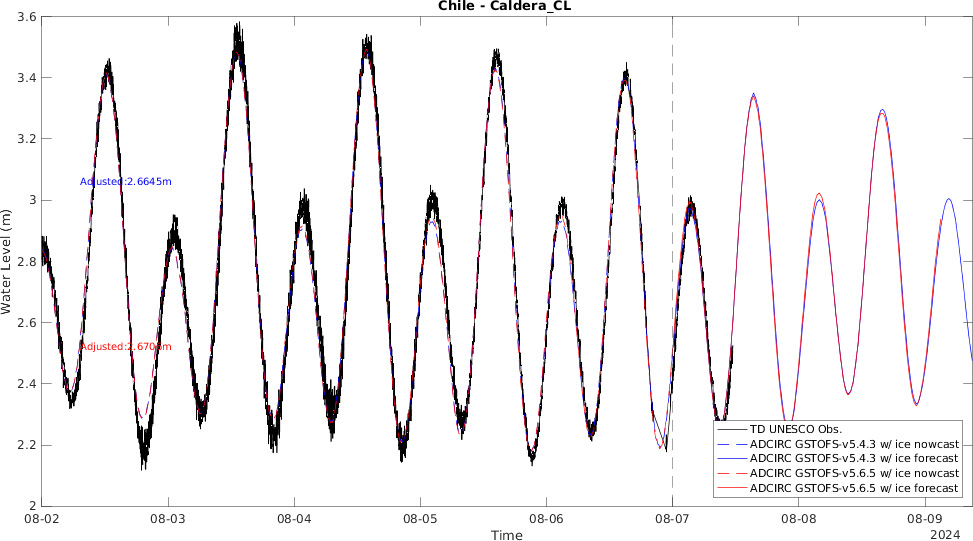 Chile - Caldera_CL
3.6
3.4
3.2
3
2.8
2.6
2.4
2.2
2
Water Level (m)
Adjusted:2.6645m
Adjusted:2.6706m
TD UNESCO Obs.
ADCIRC GSTOFS-v5.4.3 w/ ice nowcast
ADCIRC GSTOFS-v5.4.3 w/ ice forecast
ADCIRC GSTOFS-v5.6.5 w/ ice nowcast
ADCIRC GSTOFS-v5.6.5 w/ ice forecast
08-02 08-03 08-04 08-05 08-06 08-07 08-08 08-09
Time
2024